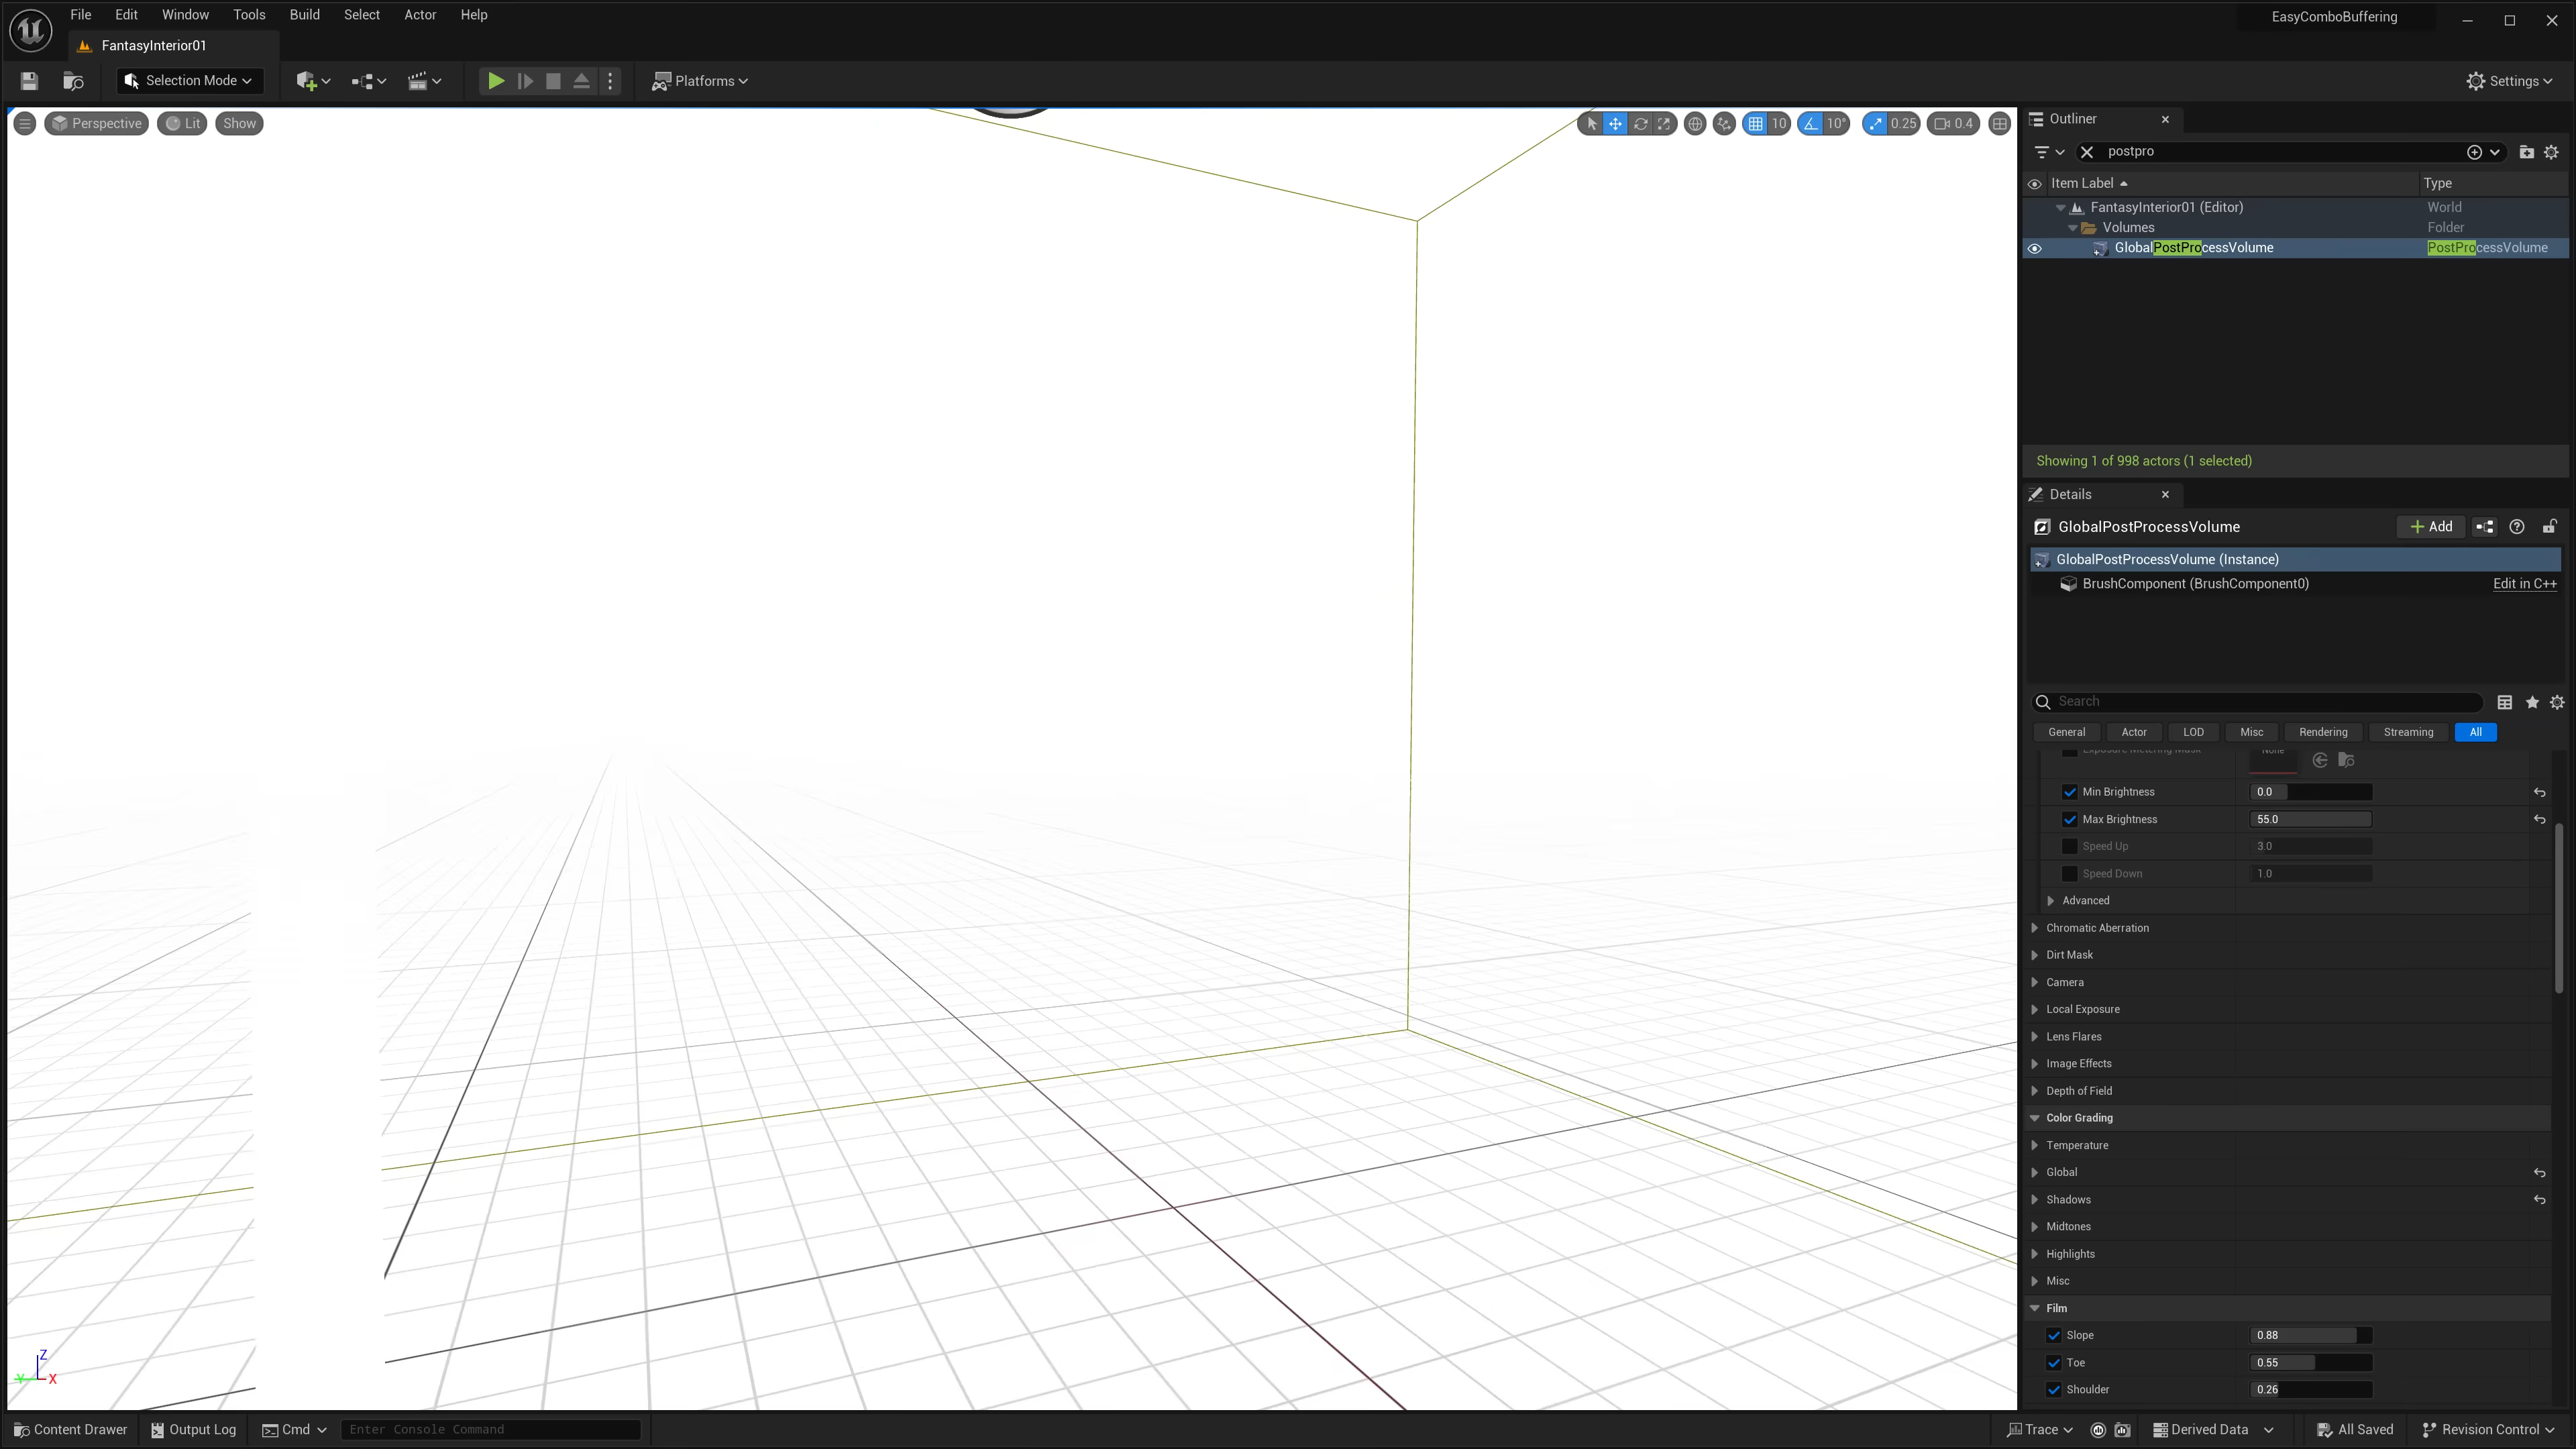 File Edit Window Tools Build Select Actor Help
EasyComboBuffering
FantasyInterior01
Selection Mode
Platforms
Settings
Perspective Lit Show
10 10° 0.25 0.4
Outliner
postpro
Item Label Type
FantasyInterior01 (Editor) World
Volumes Folder
GlobalPostProcessVolume PostProcessVolume
Showing 1 of 998 actors (1 selected)
Details
GlobalPostProcessVolume Add
GlobalPostProcessVolume (Instance)
BrushComponent (BrushComponent0) Edit in C++
Search
General Actor LOD Misc Rendering Streaming All
Exposure Metering Mask None
Min Brightness 0.0
Max Brightness 55.0
Speed Up 3.0
Speed Down 1.0
Advanced
Chromatic Aberration
Dirt Mask
Camera
Local Exposure
Lens Flares
Image Effects
Depth of Field
Color Grading
Temperature
Global
Shadows
Midtones
Highlights
Misc
Film
Slope 0.88
Toe 0.55
Shoulder 0.26
Z
Y X
Content Drawer Output Log Cmd Enter Console Command
Trace Derived Data All Saved Revision Control